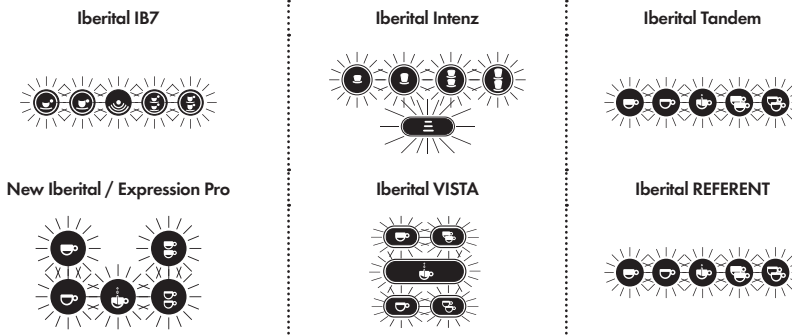 Iberital IB7
Iberital Intenz
Iberital Tandem
New Iberital / Expression Pro
Iberital VISTA
Iberital REFERENT